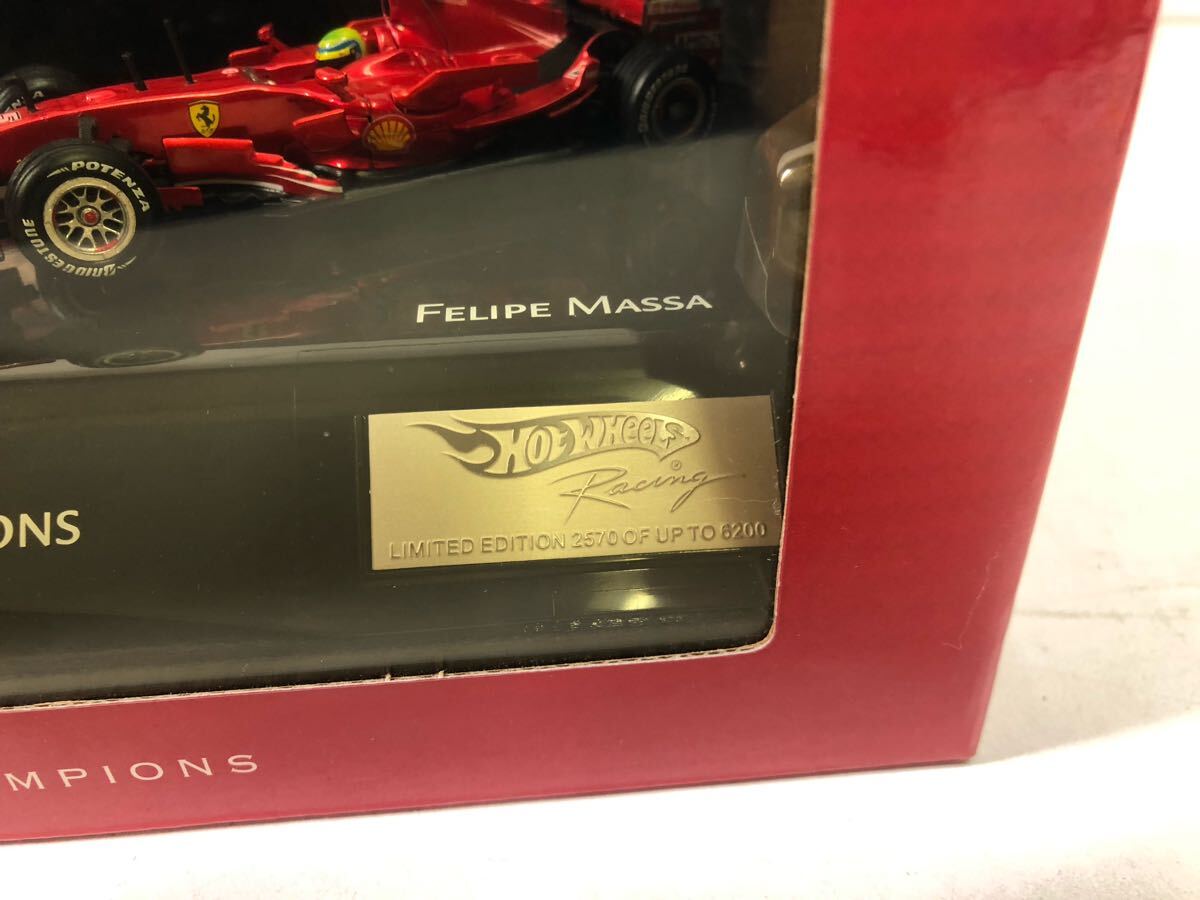 POTENZA
BRIDGESTONE
FELIPE MASSA
HOT WHEELS
Racing
LIMITED EDITION 2570 OF UP TO 6200
ONS
MPIONS